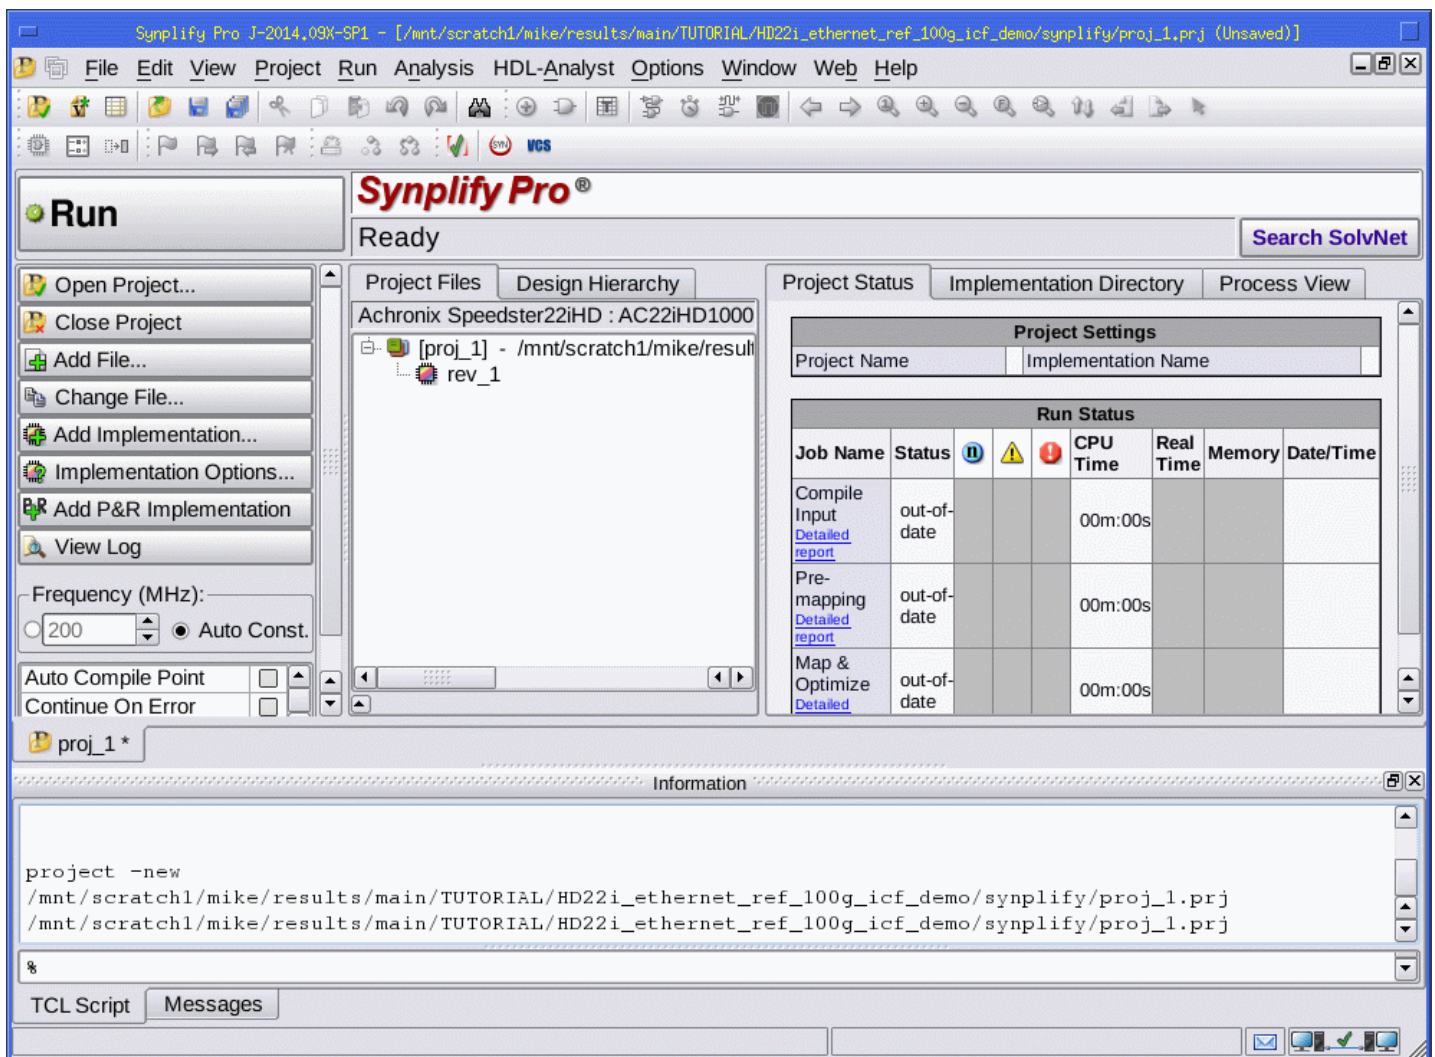 Synplify Pro J-2014.09X-SP1 - [/mnt/scratch1/mike/results/main/TUTORIAL/HD22i_ethernet_ref_100g_icf_demo/synplify/proj_1.prj (Unsaved)]
File Edit View Project Run Analysis HDL-Analyst Options Window Web Help
SYN VCS
Run
Synplify Pro®
Ready
Search SolvNet
Open Project...
Close Project
Add File...
Change File...
Add Implementation...
Implementation Options...
P&R Add P&R Implementation
View Log
Frequency (MHz):
200 Auto Const.
Auto Compile Point
Continue On Error
Project Files Design Hierarchy
Achronix Speedster22iHD : AC22iHD1000
[proj_1] - /mnt/scratch1/mike/result
rev_1
Project Status Implementation Directory Process View
Project Settings
Project Name Implementation Name
Run Status
Job Name Status n ! ! CPU Time Real Time Memory Date/Time
Compile Input
Detailed report
out-of-date
00m:00s
Pre-mapping
Detailed report
out-of-date
00m:00s
Map & Optimize
Detailed
out-of-date
00m:00s
proj_1 *
Information
project -new
/mnt/scratch1/mike/results/main/TUTORIAL/HD22i_ethernet_ref_100g_icf_demo/synplify/proj_1.prj
/mnt/scratch1/mike/results/main/TUTORIAL/HD22i_ethernet_ref_100g_icf_demo/synplify/proj_1.prj
%
TCL Script Messages